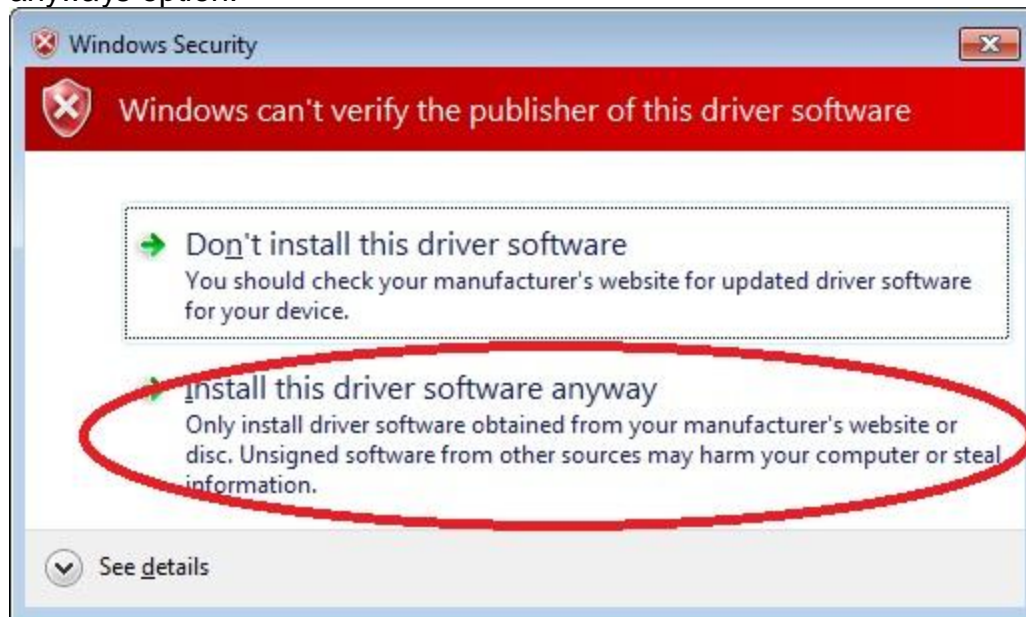 anyways option.
Windows Security
Windows can't verify the publisher of this driver software
Don't install this driver software
You should check your manufacturer's website for updated driver software
for your device.
Install this driver software anyway
Only install driver software obtained from your manufacturer's website or
disc. Unsigned software from other sources may harm your computer or steal
information.
See details